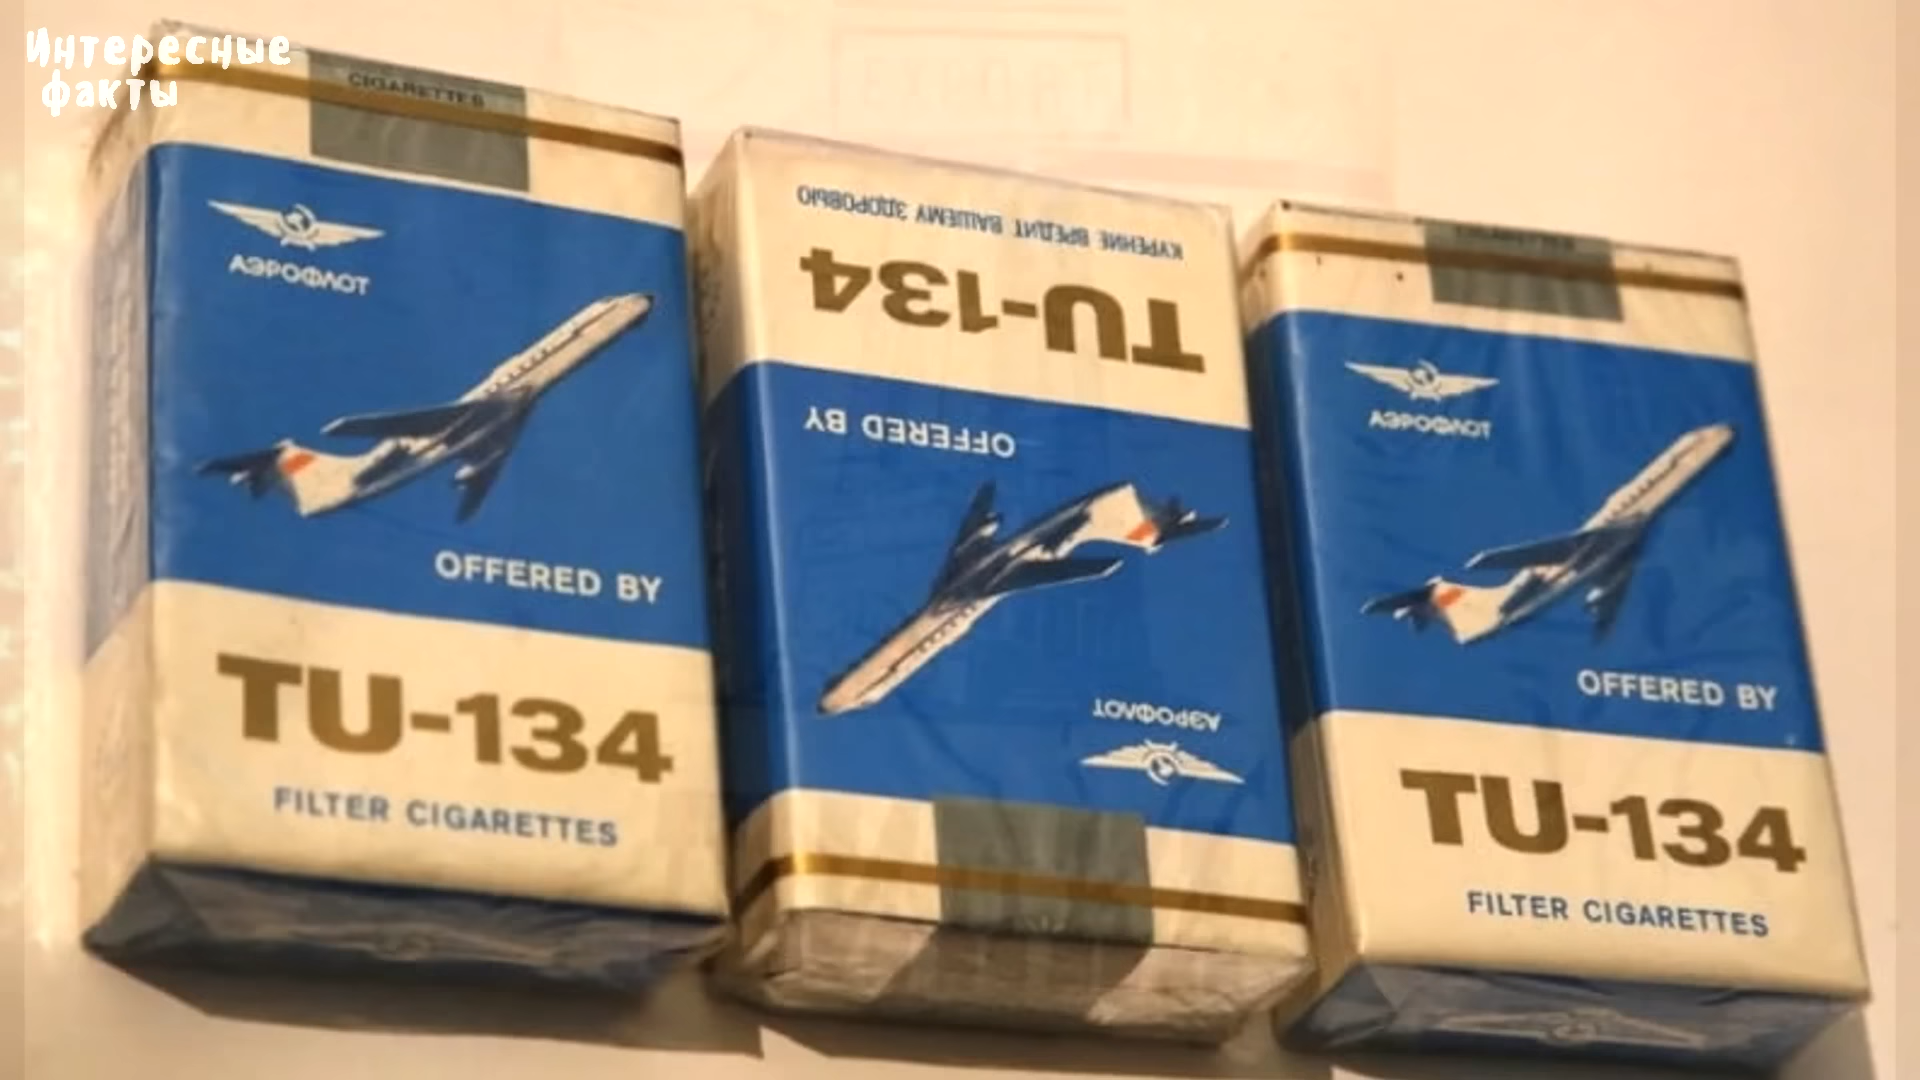 Интересные
факты
CIGARETTES
АЭРОФЛОТ
OFFERED BY
TU-134
FILTER CIGARETTES
КУРЕНИЕ ВРЕДИТ ВАШЕМУ ЗДОРОВЬЮ
TU-134
OFFERED BY
АЭРОФЛОТ
CIGARETTES
АЭРОФЛОТ
OFFERED BY
TU-134
FILTER CIGARETTES